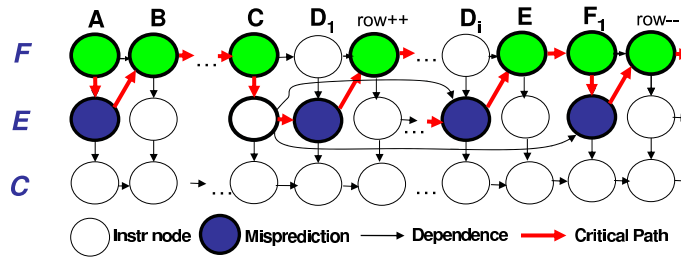 A B C D1 row++ Di E F1 row--
F
... ...
E
...
C
... ...
Instr node Misprediction Dependence Critical Path